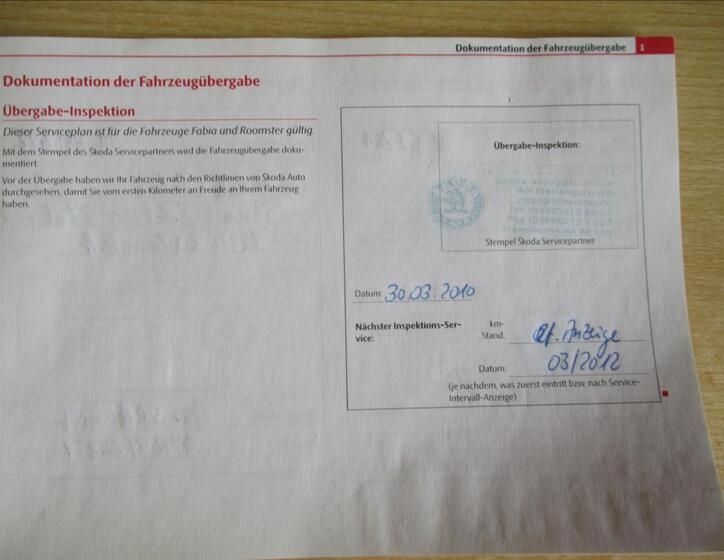 Dokumentation der Fahrzeugübergabe 1
Dokumentation der Fahrzeugübergabe
Übergabe-Inspektion
Dieser Serviceplan ist für die Fahrzeuge Fabia und Roomster gültig.
Mit dem Stempel des Skoda Servicepartners wird die Fahrzeugübergabe doku-
mentiert.
Vor der Übergabe haben wir Ihr Fahrzeug nach den Richtlinien von Skoda Auto
durchgesehen, damit Sie vom ersten Kilometer an Freude an Ihrem Fahrzeug
haben.
Übergabe-Inspektion:
Stempel Skoda Servicepartner
Datum: 30.03.2010
Nächster Inspektions-Ser-
vice:
km-
Stand: Anzeige
Datum: 03/2012
(je nachdem, was zuerst eintritt bzw. nach Service-
Intervall-Anzeige)